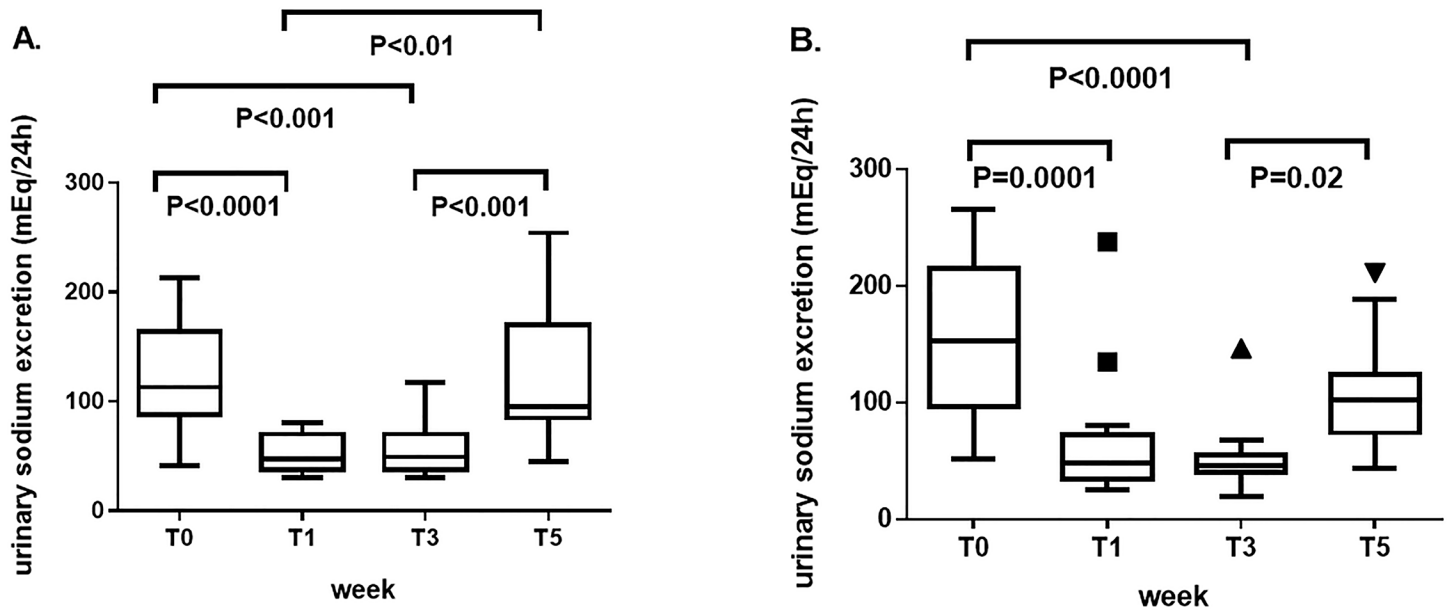 A.
P<0.01
P<0.001
P<0.0001
P<0.001
urinary sodium excretion (mEq/24h)
300
200
100
0
T0 T1 T3 T5
week
B.
P<0.0001
P=0.0001
P=0.02
urinary sodium excretion (mEq/24h)
300
200
100
0
T0 T1 T3 T5
week